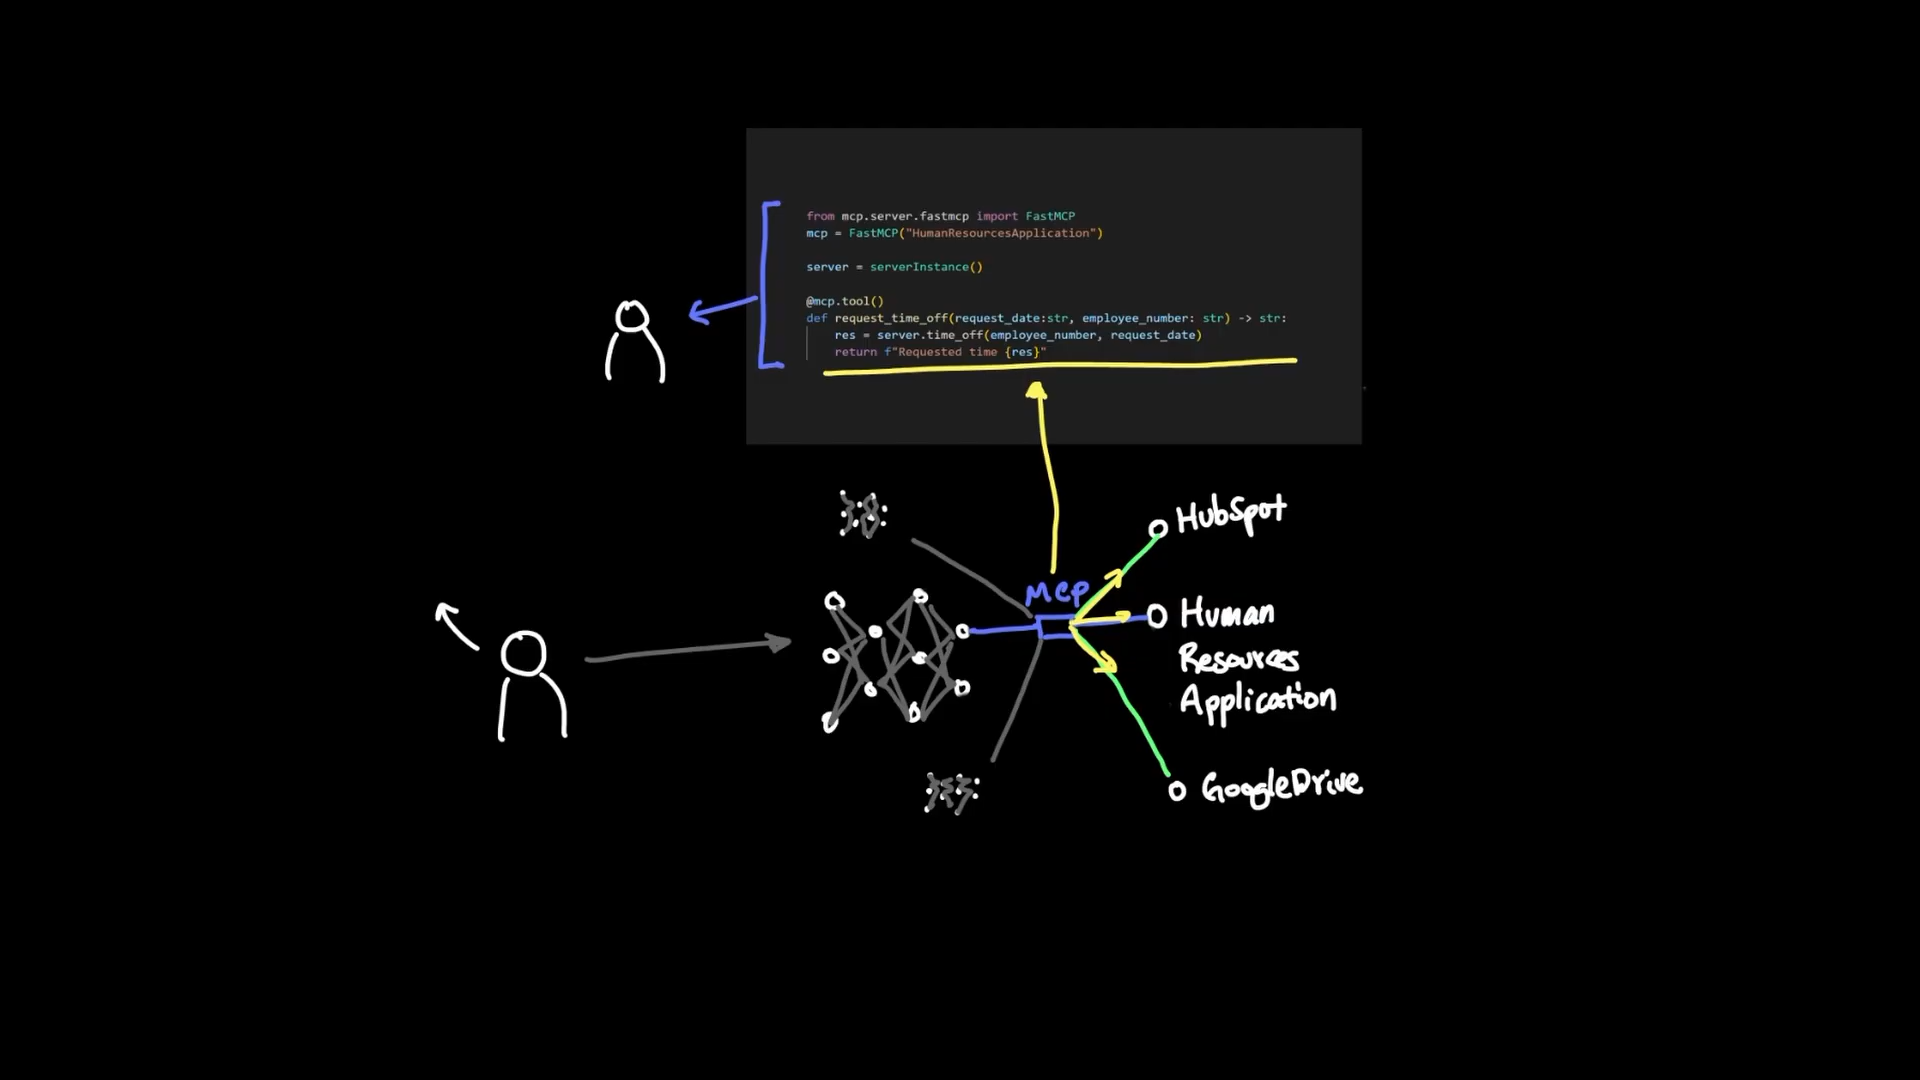 from mcp.server.fastmcp import FastMCP
mcp = FastMCP("HumanResourcesApplication")
server = serverInstance()
@mcp.tool()
def request_time_off(request_date:str, employee_number: str) -> str:
res = server.time_off(employee_number, request_date)
return f"Requested time {res}"
HubSpot
MCP
Human
Resources
Application
GoogleDrive